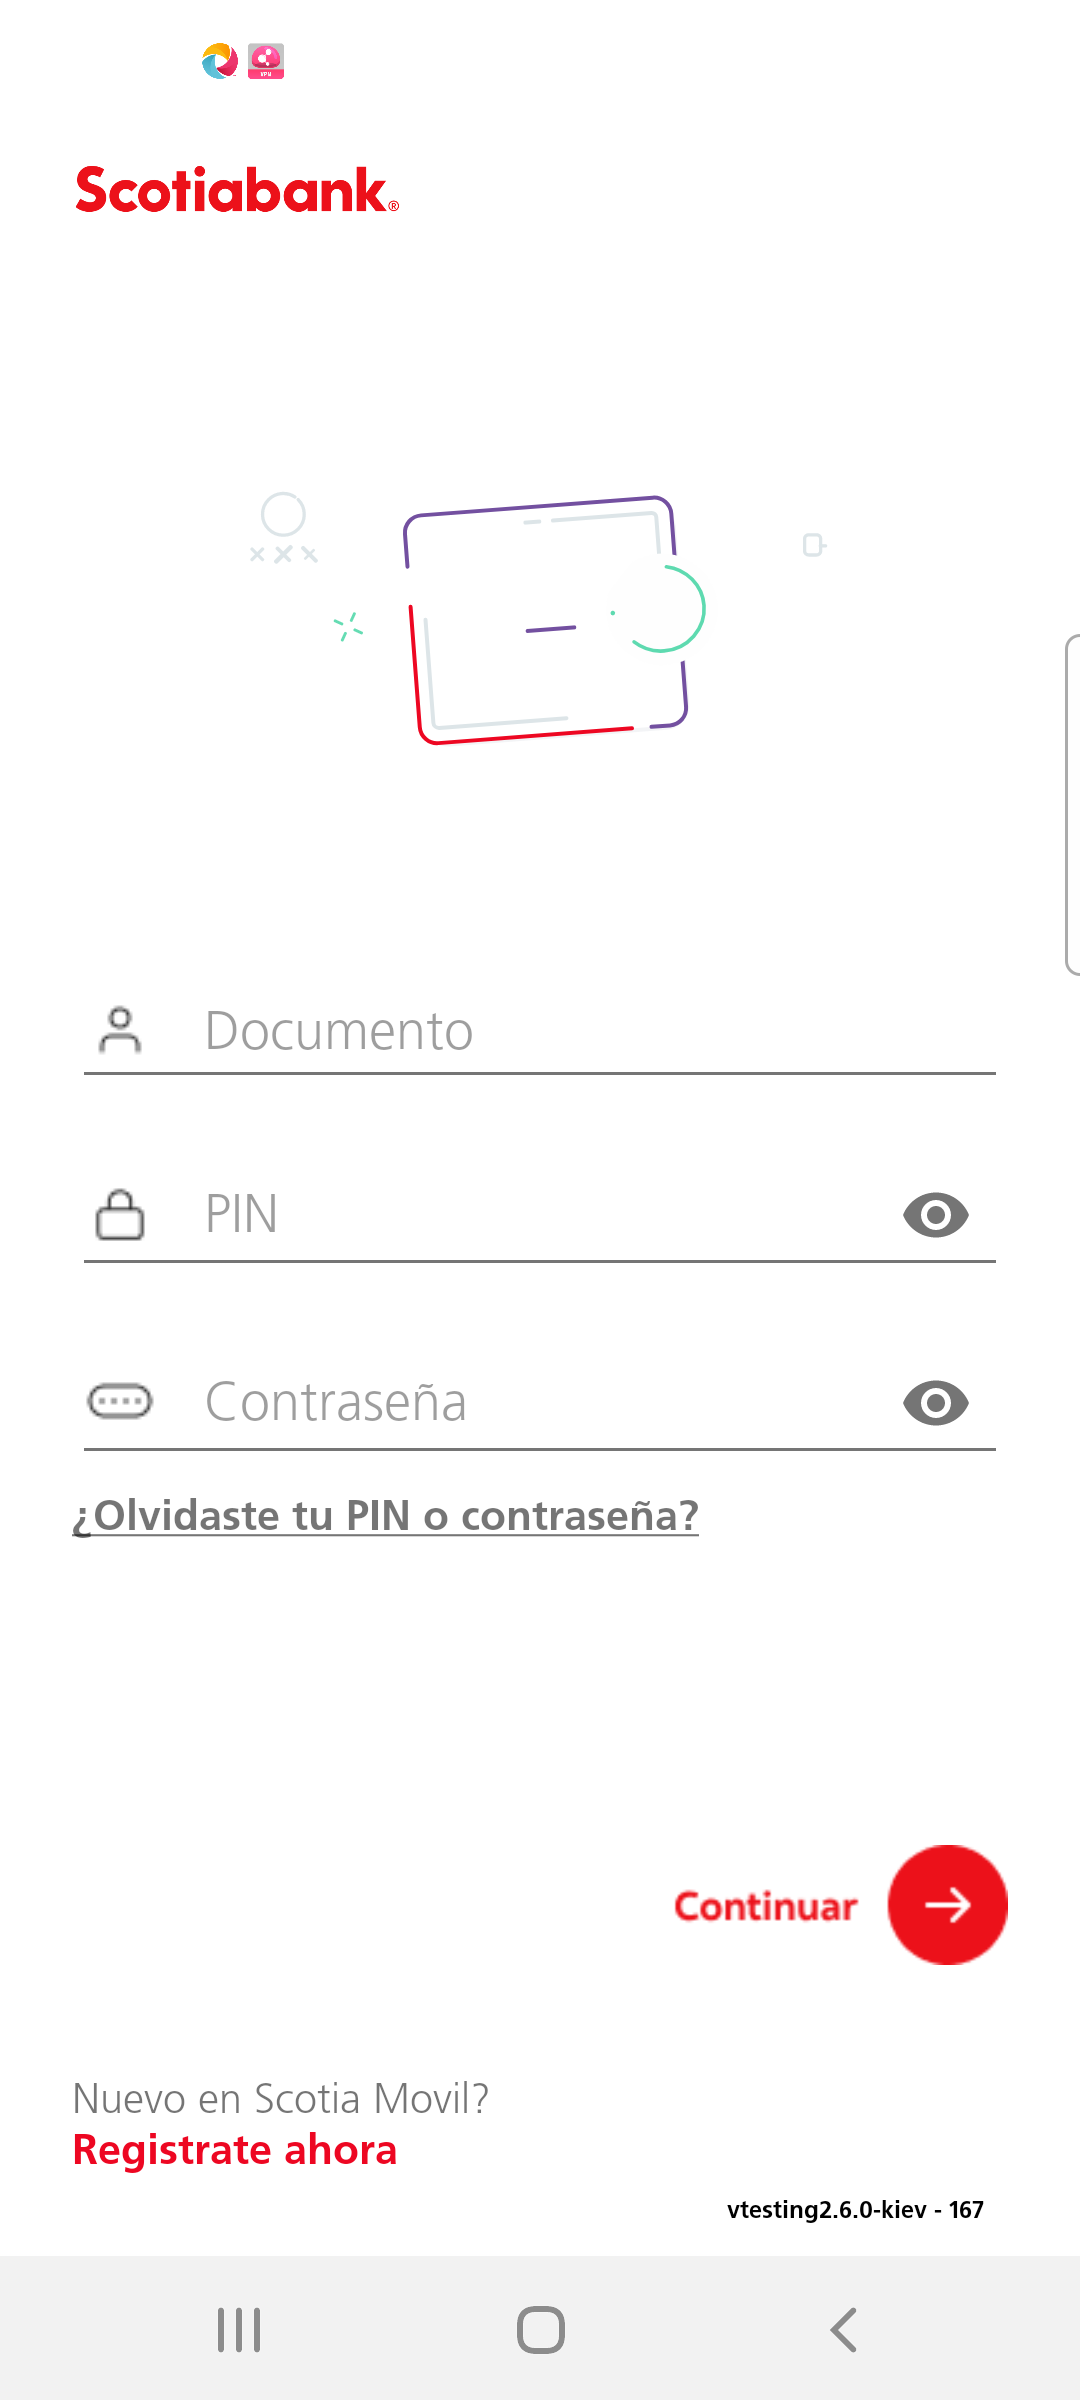 VPN
Scotiabank®
Documento
PIN
Contraseña
¿Olvidaste tu PIN o contraseña?
Continuar
Nuevo en Scotia Movil?
Registrate ahora
vtesting2.6.0-kiev - 167